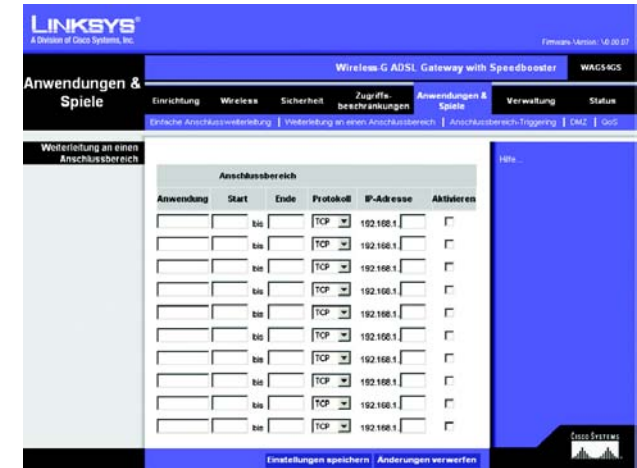 LINKSYS®
A Division of Cisco Systems, Inc.
Firmware-Version: V0.00.07
Wireless-G ADSL Gateway with Speedbooster WAG54GS
Anwendungen & Spiele
Einrichtung Wireless Sicherheit Zugriffs-beschränkungen Anwendungen & Spiele Verwaltung Status
Einfache Anschlussweiterleitung | Weiterleitung an einen Anschlussbereich | Anschlussbereich-Triggering | DMZ | QoS
Weiterleitung an einen Anschlussbereich
Hilfe...
Anschlussbereich
Anwendung Start Ende Protokoll IP-Adresse Aktivieren
bis TCP 192.168.1.
bis TCP 192.168.1.
bis TCP 192.168.1.
bis TCP 192.168.1.
bis TCP 192.168.1.
bis TCP 192.168.1.
bis TCP 192.168.1.
bis TCP 192.168.1.
bis TCP 192.168.1.
bis TCP 192.168.1.
Einstellungen speichern Änderungen verwerfen
CISCO SYSTEMS